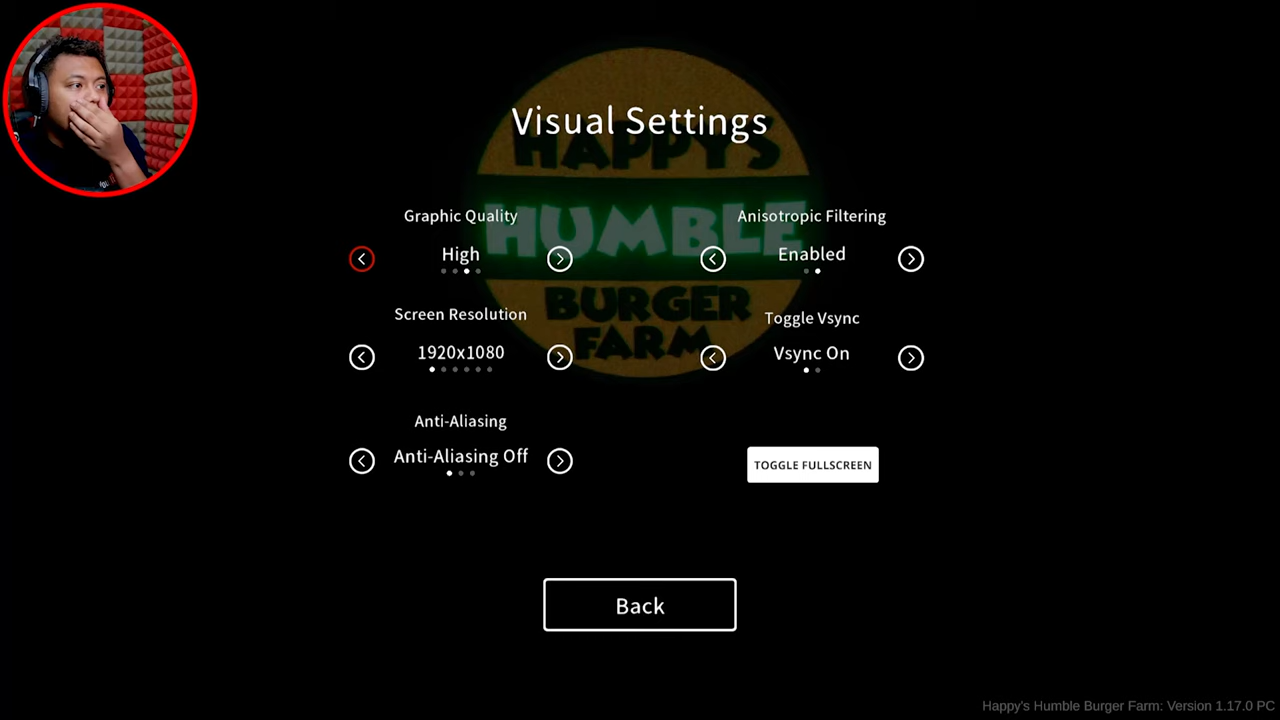 Visual Settings
HAPPY'S
HUMBLE
BURGER
FARM
Graphic Quality
High
Anisotropic Filtering
Enabled
Screen Resolution
1920x1080
Toggle Vsync
Vsync On
Anti-Aliasing
Anti-Aliasing Off
TOGGLE FULLSCREEN
Back
Happy's Humble Burger Farm: Version 1.17.0 PC